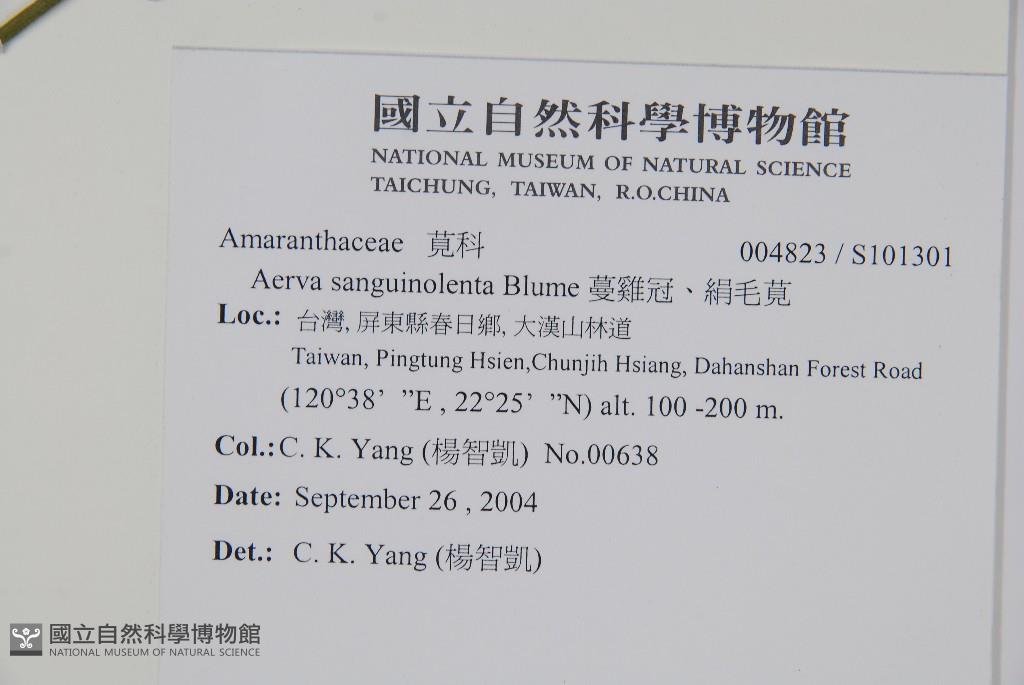 國立自然科學博物館
NATIONAL MUSEUM OF NATURAL SCIENCE
TAICHUNG, TAIWAN, R.O.CHINA
Amaranthaceae 莧科 004823 / S101301
Aerva sanguinolenta Blume 蔓雞冠、絹毛莧
Loc.: 台灣, 屏東縣春日鄉, 大漢山林道
Taiwan, Pingtung Hsien,Chunjih Hsiang, Dahanshan Forest Road
(120°38’ ”E , 22°25’ ”N) alt. 100 -200 m.
Col.: C. K. Yang (楊智凱) No.00638
Date: September 26 , 2004
Det.: C. K. Yang (楊智凱)
國立自然科學博物館
NATIONAL MUSEUM OF NATURAL SCIENCE